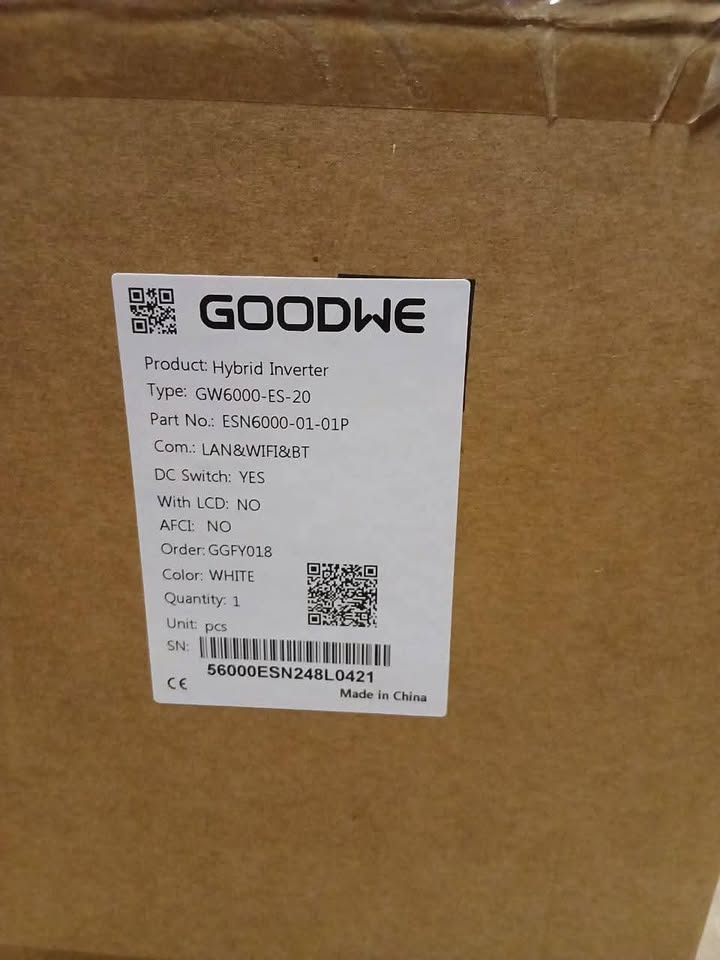 GOODWE
Product: Hybrid Inverter
Type: GW6000-ES-20
Part No.: ESN6000-01-01P
Com.: LAN&WIFI&BT
DC Switch: YES
With LCD: NO
AFCI: NO
Order: GGFY018
Color: WHITE
Quantity: 1
Unit: pcs
SN:
56000ESN248L0421
CE
Made in China